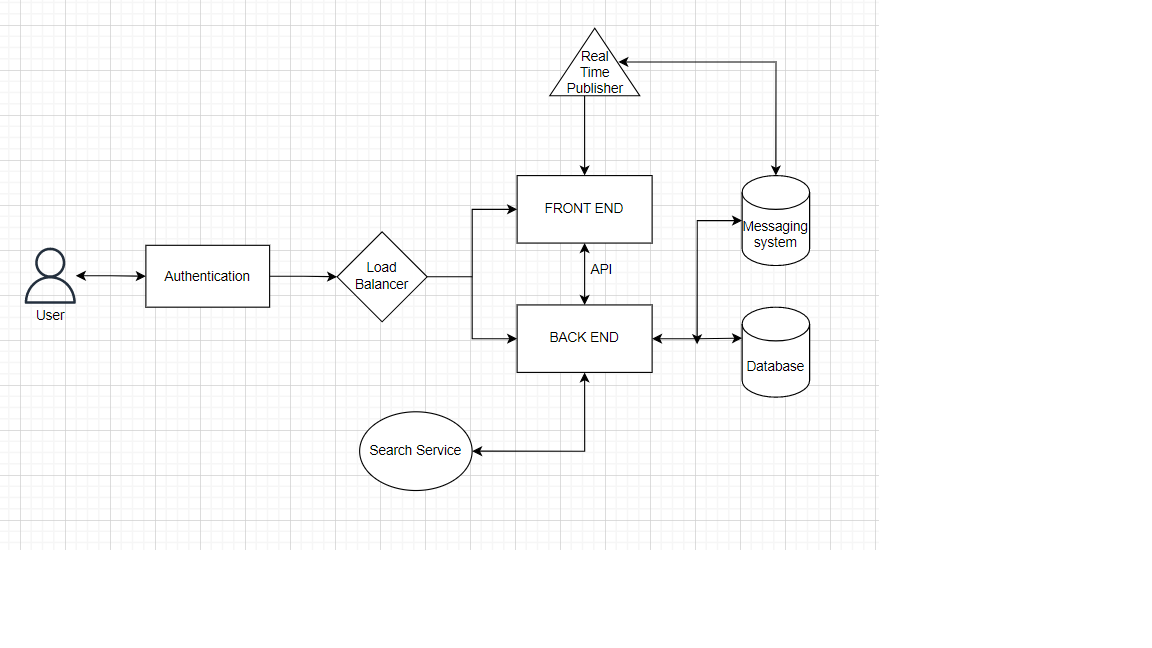 Real
Time
Publisher
FRONT END
Messaging
system
Load
Balancer
Authentication
API
User
BACK END
Database
Search Service